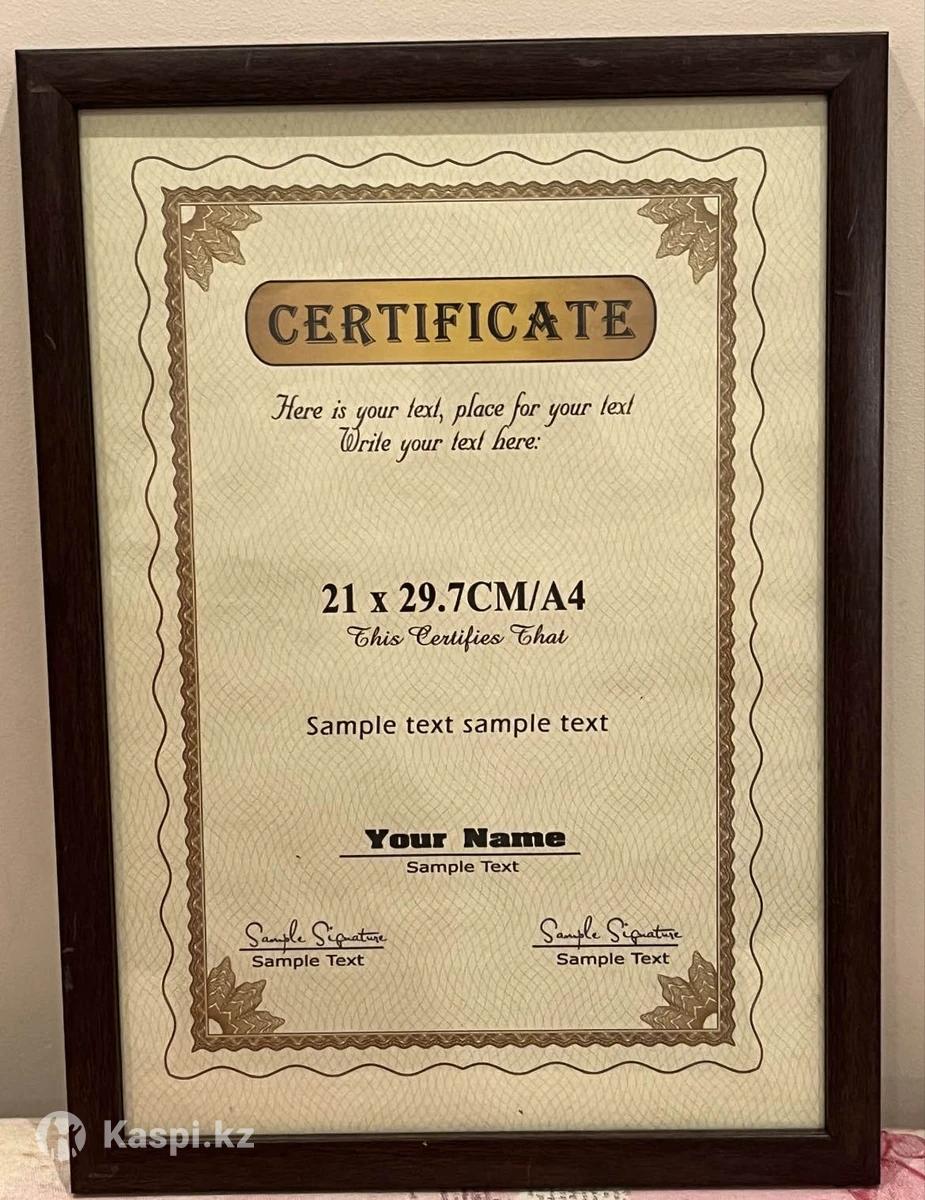 CERTIFICATE
Here is your text, place for your text
Write your text here:
21 x 29.7CM/A4
This Certifies That
Sample text sample text
Your Name
Sample Text
Sample Signature
Sample Text
Sample Signature
Sample Text
Kaspi.kz